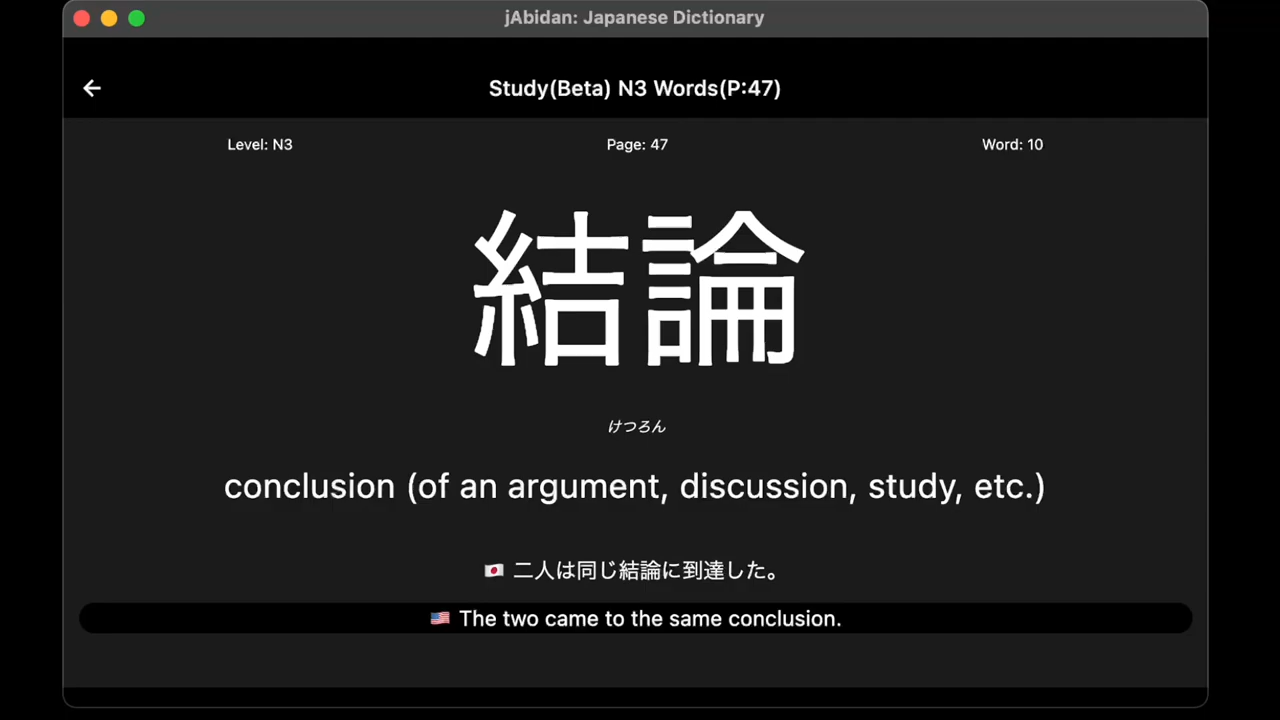 jAbidan: Japanese Dictionary
Study(Beta) N3 Words(P:47)
Level: N3 Page: 47 Word: 10
結論
けつろん
conclusion (of an argument, discussion, study, etc.)
🇯🇵 二人は同じ結論に到達した。
🇺🇸 The two came to the same conclusion.